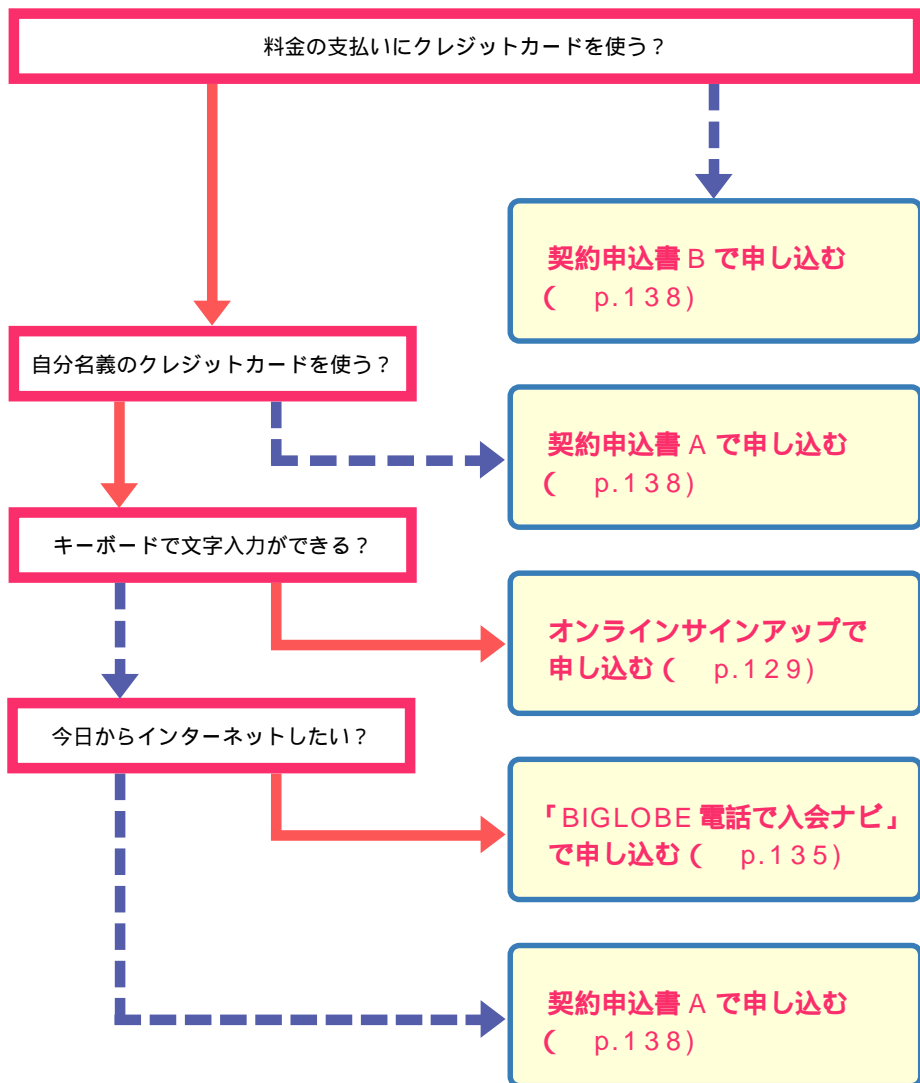 料金の支払いにクレジットカードを使う？
契約申込書 B で申し込む
(　p.138)
自分名義のクレジットカードを使う？
契約申込書 A で申し込む
(　p.138)
キーボードで文字入力ができる？
オンラインサインアップで
申し込む (　p.129)
今日からインターネットしたい？
「BIGLOBE 電話で入会ナビ」
で申し込む (　p.135)
契約申込書 A で申し込む
(　p.138)